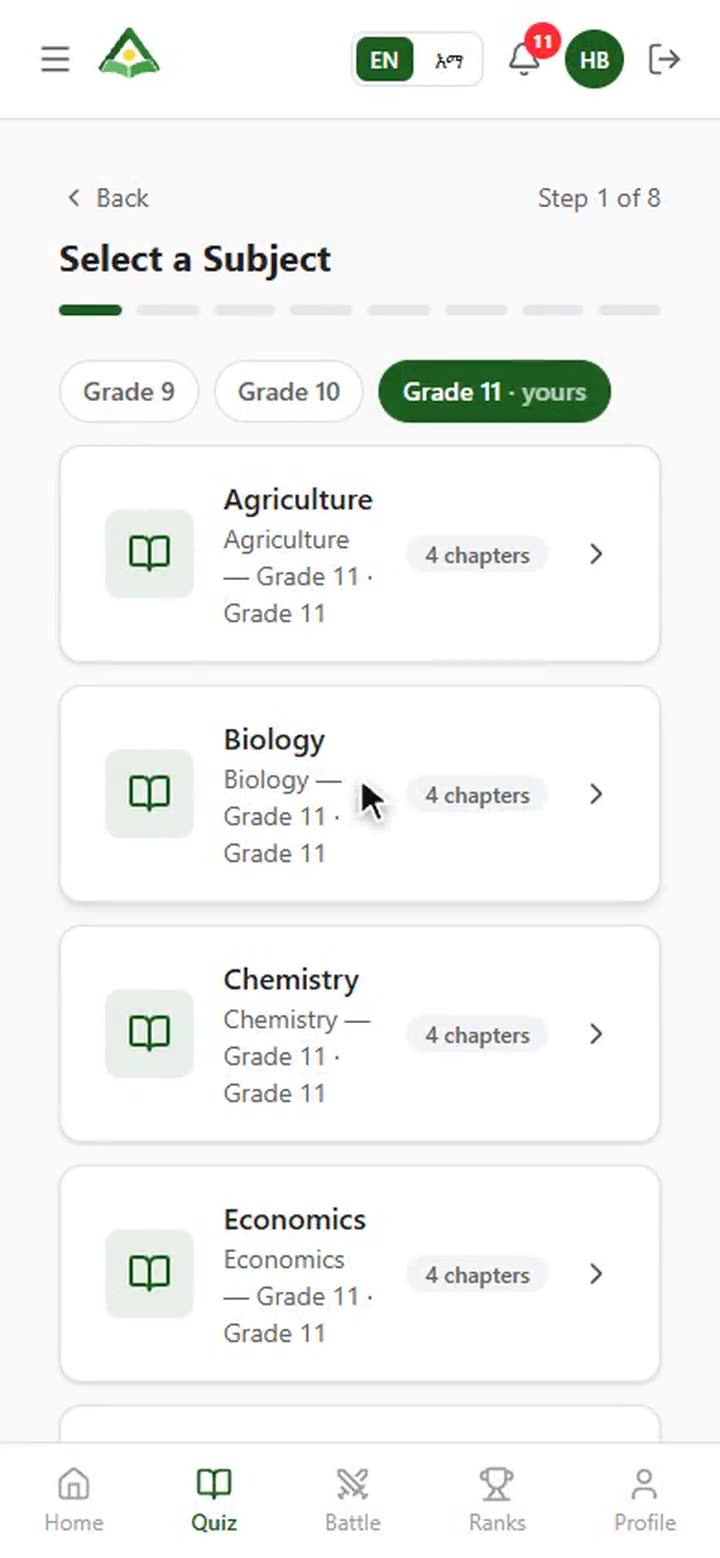 EN አማ 11 HB
Back Step 1 of 8
Select a Subject
Grade 9 Grade 10 Grade 11 · yours
Agriculture
Agriculture
— Grade 11 ·
Grade 11
4 chapters
Biology
Biology —
Grade 11 ·
Grade 11
4 chapters
Chemistry
Chemistry —
Grade 11 ·
Grade 11
4 chapters
Economics
Economics
— Grade 11 ·
Grade 11
4 chapters
Home Quiz Battle Ranks Profile